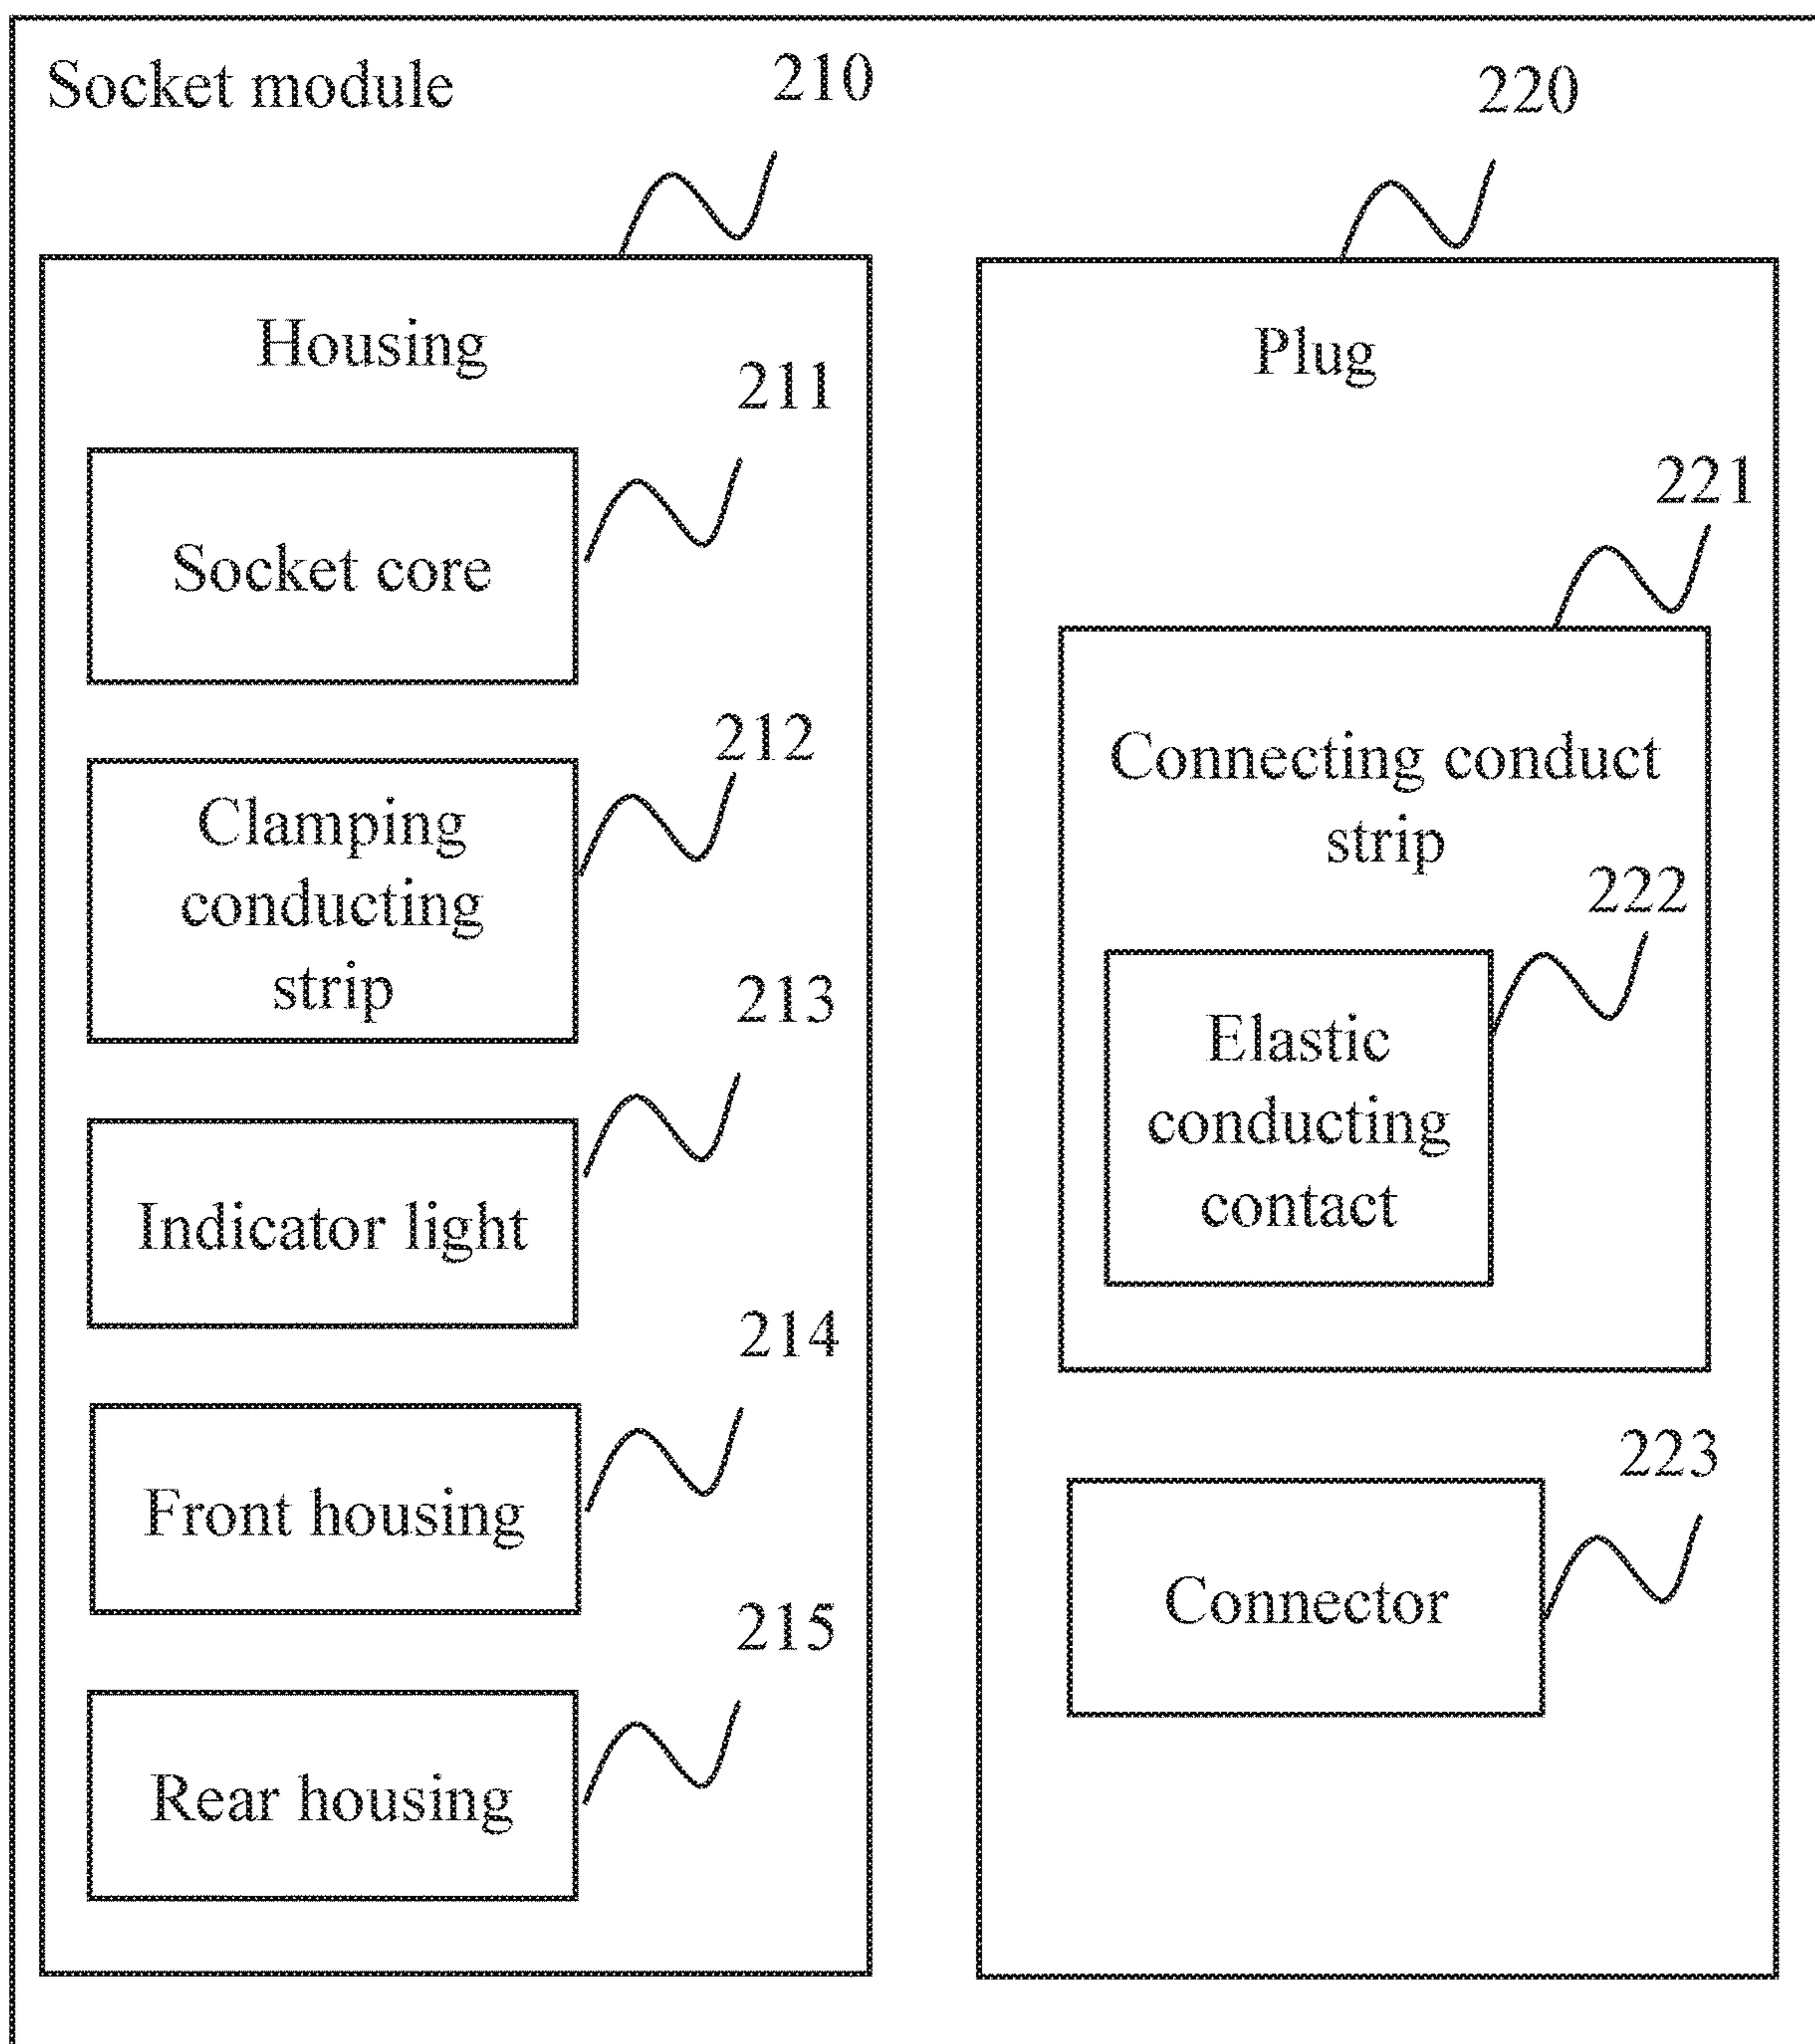 Socket module
210
220
Housing
211
Socket core
212
Clamping
conducting
strip
213
Indicator light
214
Front housing
215
Rear housing
Plug
221
Connecting conduct
strip
222
Elastic
conducting
contact
223
Connector